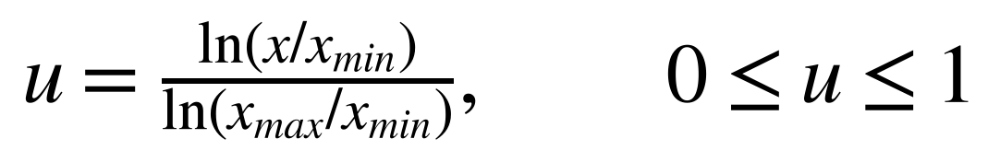 u = ln(x/x_min) / ln(x_max/x_min), 0 ≤ u ≤ 1